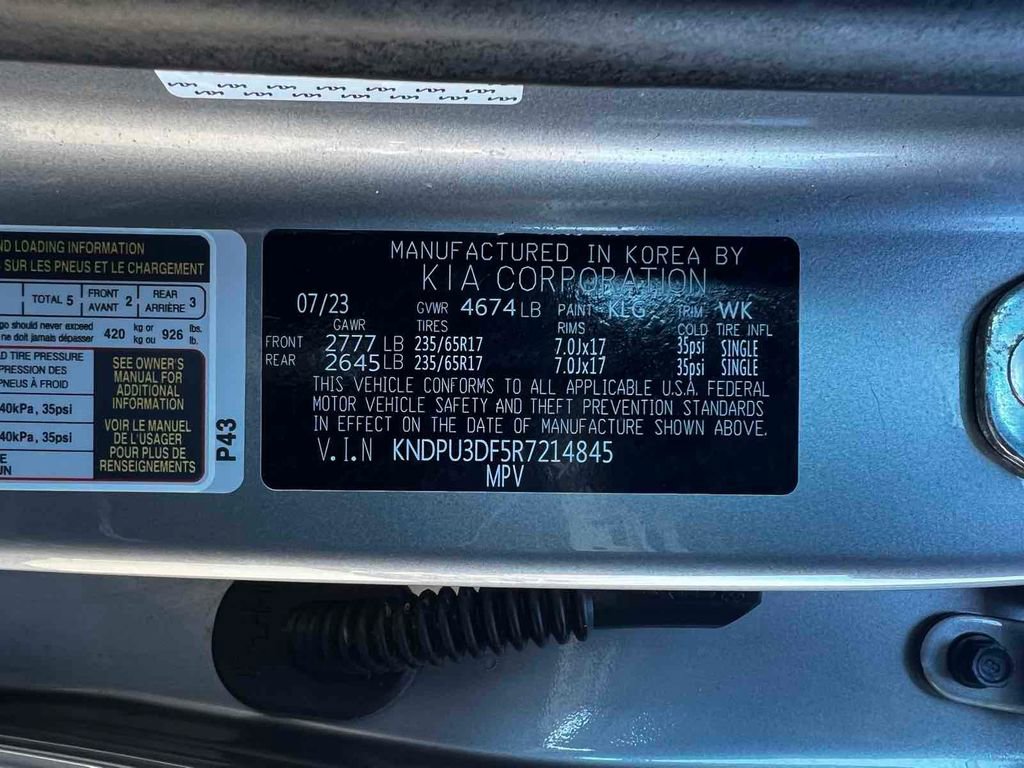 ND LOADING INFORMATION
SUR LES PNEUS ET LE CHARGEMENT
TOTAL 5 FRONT AVANT 2 REAR ARRIÈRE 3
go should never exceed 420 kg or 926 lbs.
ne doit jamais dépasser kg ou lb.
D TIRE PRESSURE
PRESSION DES
PNEUS À FROID
40kPa, 35psi
40kPa, 35psi
SEE OWNER'S
MANUAL FOR
ADDITIONAL
INFORMATION
VOIR LE MANUEL
DE L'USAGER
POUR PLUS DE
RENSEIGNEMENTS
P43
MANUFACTURED IN KOREA BY
KIA CORPORATION
07/23 GVWR 4674 LB PAINT KLG TRIM WK
GAWR TIRES RIMS COLD TIRE INFL
FRONT 2777 LB 235/65R17 7.0Jx17 35psi SINGLE
REAR 2645 LB 235/65R17 7.0Jx17 35psi SINGLE
THIS VEHICLE CONFORMS TO ALL APPLICABLE U.S.A. FEDERAL
MOTOR VEHICLE SAFETY AND THEFT PREVENTION STANDARDS
IN EFFECT ON THE DATE OF MANUFACTURE SHOWN ABOVE.
V.I.N KNDPU3DF5R7214845
MPV